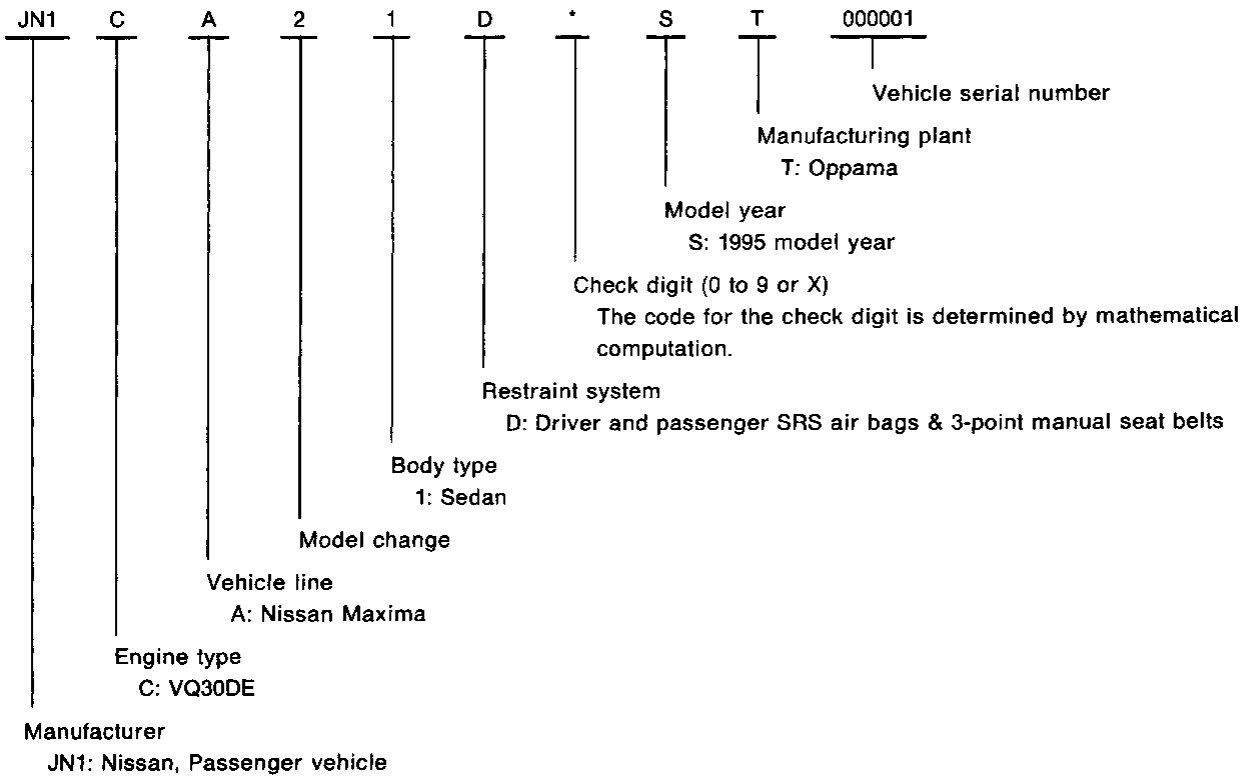 JN1 C A 2 1 D * S T 000001
Vehicle serial number
Manufacturing plant
T: Oppama
Model year
S: 1995 model year
Check digit (0 to 9 or X)
The code for the check digit is determined by mathematical
computation.
Restraint system
D: Driver and passenger SRS air bags & 3-point manual seat belts
Body type
1: Sedan
Model change
Vehicle line
A: Nissan Maxima
Engine type
C: VQ30DE
Manufacturer
JN1: Nissan, Passenger vehicle